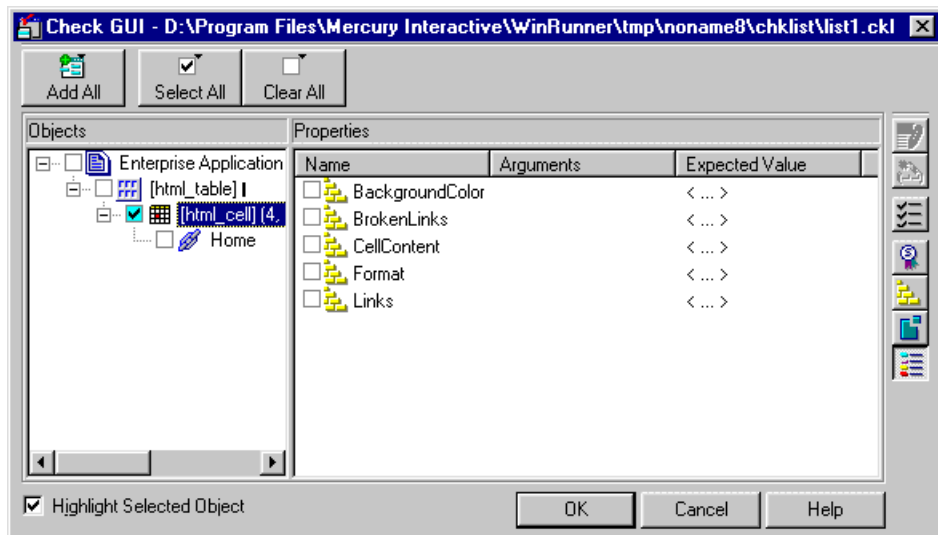 Check GUI - D:\Program Files\Mercury Interactive\WinRunner\tmp\noname8\chklist\list1.ckl
Add All Select All Clear All
Objects Properties
Name Arguments Expected Value
Enterprise Application
[html_table] I
[html_cell] (4,
Home
BackgroundColor < ... >
BrokenLinks < ... >
CellContent < ... >
Format < ... >
Links < ... >
Highlight Selected Object
OK Cancel Help